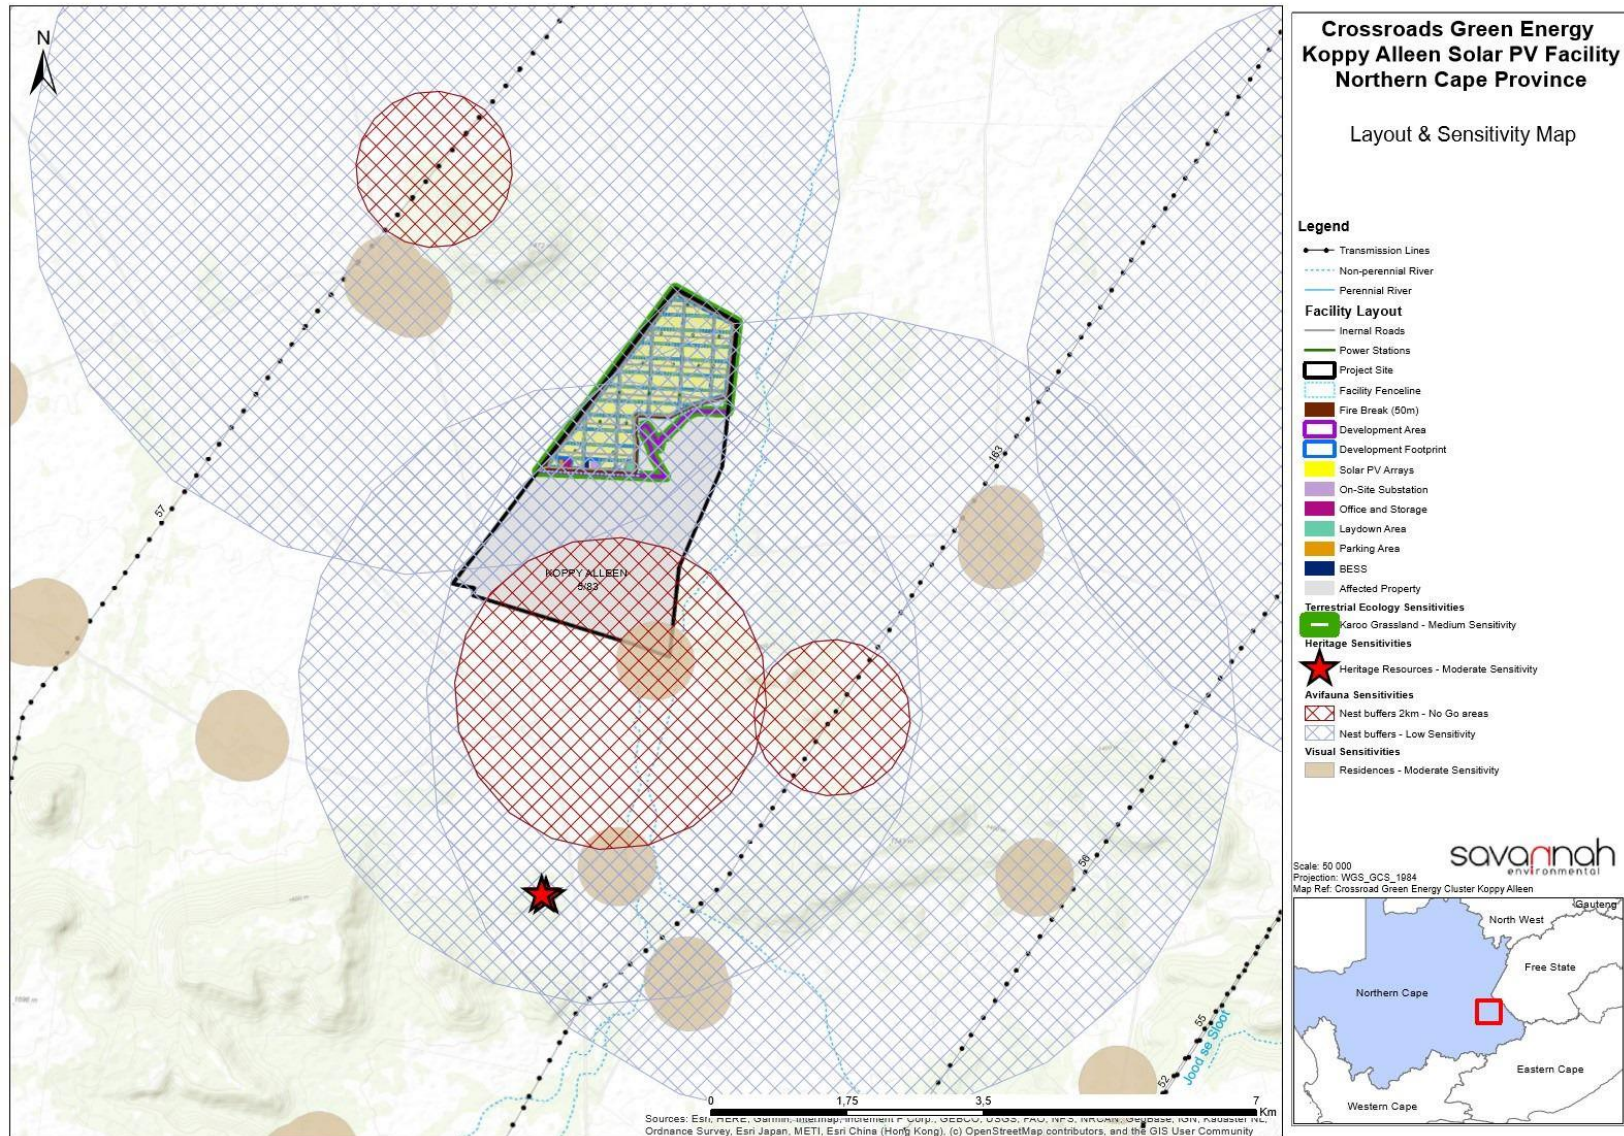 N
57
163
KOPPY ALLEEN
5/83
56
55
52
Jood se Sloot
0
1,75
3,5
7
Km
Ordnance Survey, Esri Japan, METI, Esri China (Hong Kong), (c) OpenStreetMap contributors, and the GIS User Community
Crossroads Green Energy
Koppy Alleen Solar PV Facility
Northern Cape Province
Layout & Sensitivity Map
Legend
Transmission Lines
Non-perennial River
Perennial River
Facility Layout
Inernal Roads
Power Stations
Project Site
Facility Fenceline
Fire Break (50m)
Development Area
Development Footprint
Solar PV Arrays
On-Site Substation
Office and Storage
Laydown Area
Parking Area
BESS
Affected Property
Terrestrial Ecology Sensitivities
Karoo Grassland - Medium Sensitivity
Heritage Sensitivities
Heritage Resources - Moderate Sensitivity
Avifauna Sensitivities
Nest buffers 2km - No Go areas
Nest buffers - Low Sensitivity
Visual Sensitivities
Residences - Moderate Sensitivity
savannah
environmental
Scale: 50 000
Projection: WGS_GCS_1984
Map Ref: Crossroad Green Energy Cluster Koppy Alleen
Gauteng
North West
Free State
Northern Cape
Eastern Cape
Western Cape